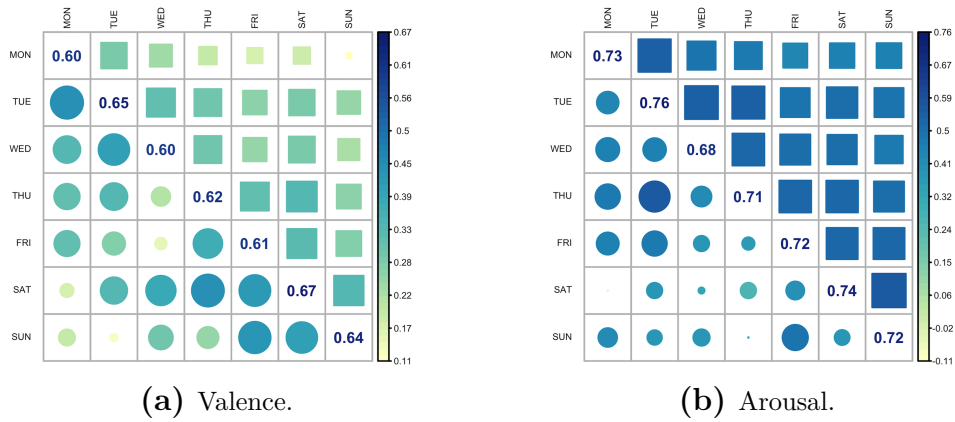 MON TUE WED THU FRI SAT SUN
MON 0.60
TUE 0.65
WED 0.60
THU 0.62
FRI 0.61
SAT 0.67
SUN 0.64
0.67
0.61
0.56
0.5
0.45
0.39
0.33
0.28
0.22
0.17
0.11
(a) Valence.
MON TUE WED THU FRI SAT SUN
MON 0.73
TUE 0.76
WED 0.68
THU 0.71
FRI 0.72
SAT 0.74
SUN 0.72
0.76
0.67
0.59
0.5
0.41
0.32
0.24
0.15
0.06
-0.02
-0.11
(b) Arousal.